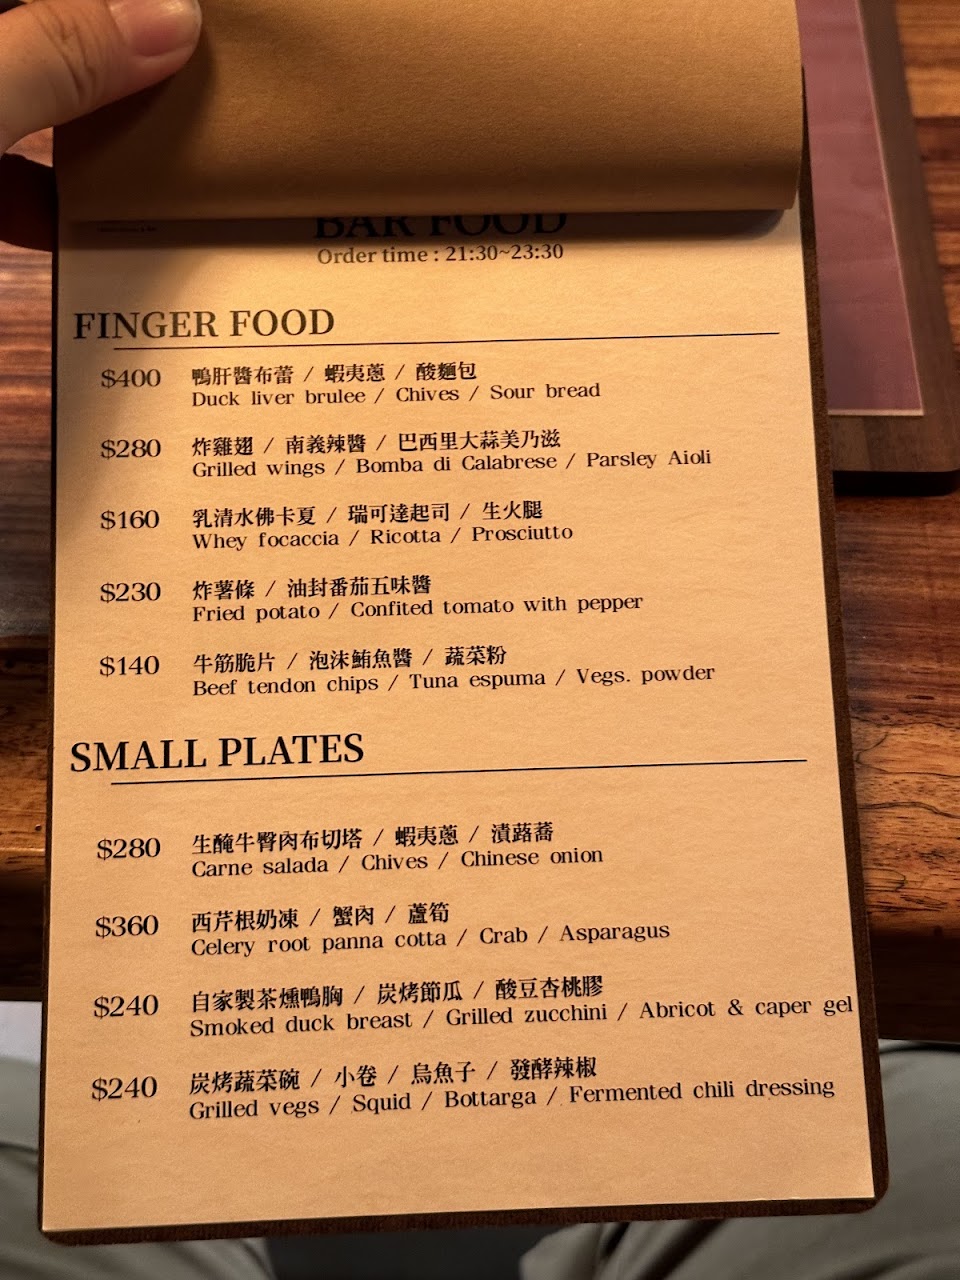 BAR FOOD
Order time : 21:30~23:30
FINGER FOOD
$400 鴨肝醬布蕾 / 蝦夷蔥 / 酸麵包
Duck liver brulee / Chives / Sour bread
$280 炸雞翅 / 南義辣醬 / 巴西里大蒜美乃滋
Grilled wings / Bomba di Calabrese / Parsley Aioli
$160 乳清水佛卡夏 / 瑞可達起司 / 生火腿
Whey focaccia / Ricotta / Prosciutto
$230 炸薯條 / 油封番茄五味醬
Fried potato / Confited tomato with pepper
$140 牛筋脆片 / 泡沫鮪魚醬 / 蔬菜粉
Beef tendon chips / Tuna espuma / Vegs. powder
SMALL PLATES
$280 生醃牛臀肉布切塔 / 蝦夷蔥 / 漬蕗蕎
Carne salada / Chives / Chinese onion
$360 西芹根奶凍 / 蟹肉 / 蘆筍
Celery root panna cotta / Crab / Asparagus
$240 自家製茶燻鴨胸 / 炭烤節瓜 / 酸豆杏桃膠
Smoked duck breast / Grilled zucchini / Abricot & caper gel
$240 炭烤蔬菜碗 / 小卷 / 烏魚子 / 發酵辣椒
Grilled vegs / Squid / Bottarga / Fermented chili dressing